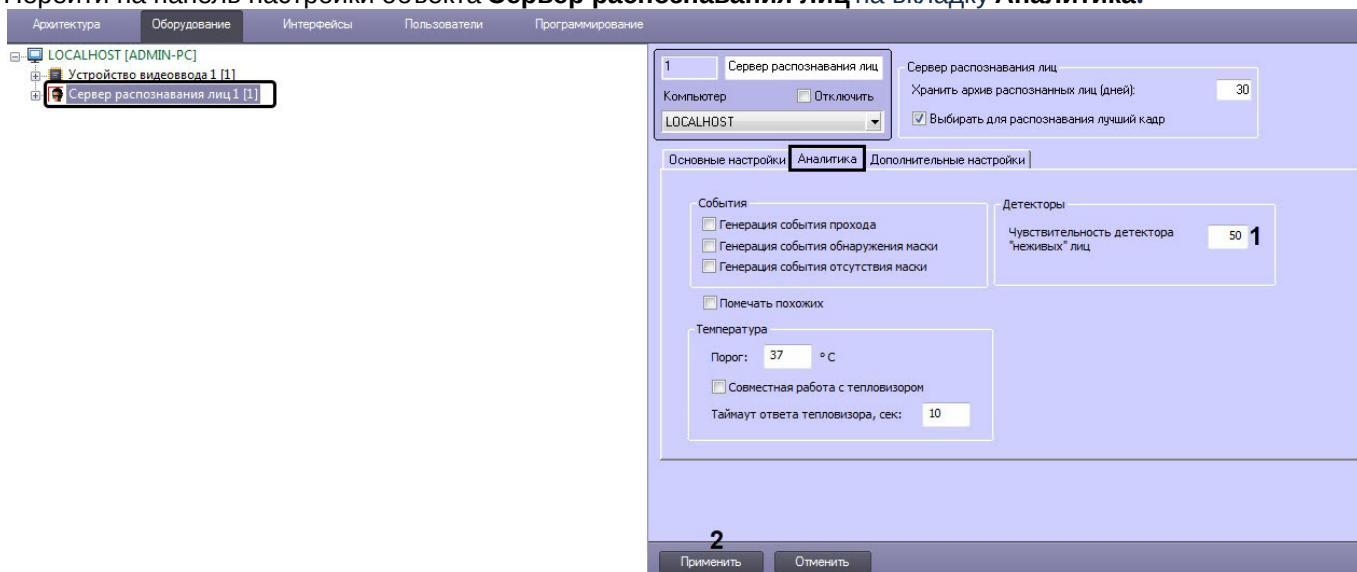 Перейти на панель настройки объекта Сервер распознавания лиц на вкладку Аналитика.
Архитектура Оборудование Интерфейсы Пользователи Программирование
LOCALHOST [ADMIN-PC]
Устройство видеоввода 1 [1]
Сервер распознавания лиц 1 [1]
1 Сервер распознавания лиц
Компьютер Отключить
LOCALHOST
Сервер распознавания лиц
Хранить архив распознанных лиц (дней): 30
Выбирать для распознавания лучший кадр
Основные настройки Аналитика Дополнительные настройки
События
Генерация события прохода
Генерация события обнаружения маски
Генерация события отсутствия маски
Детекторы
Чувствительность детектора 50 1
"неживых" лиц
Помечать похожих
Температура
Порог: 37 °C
Совместная работа с тепловизором
Таймаут ответа тепловизора, сек: 10
2
Применить Отменить